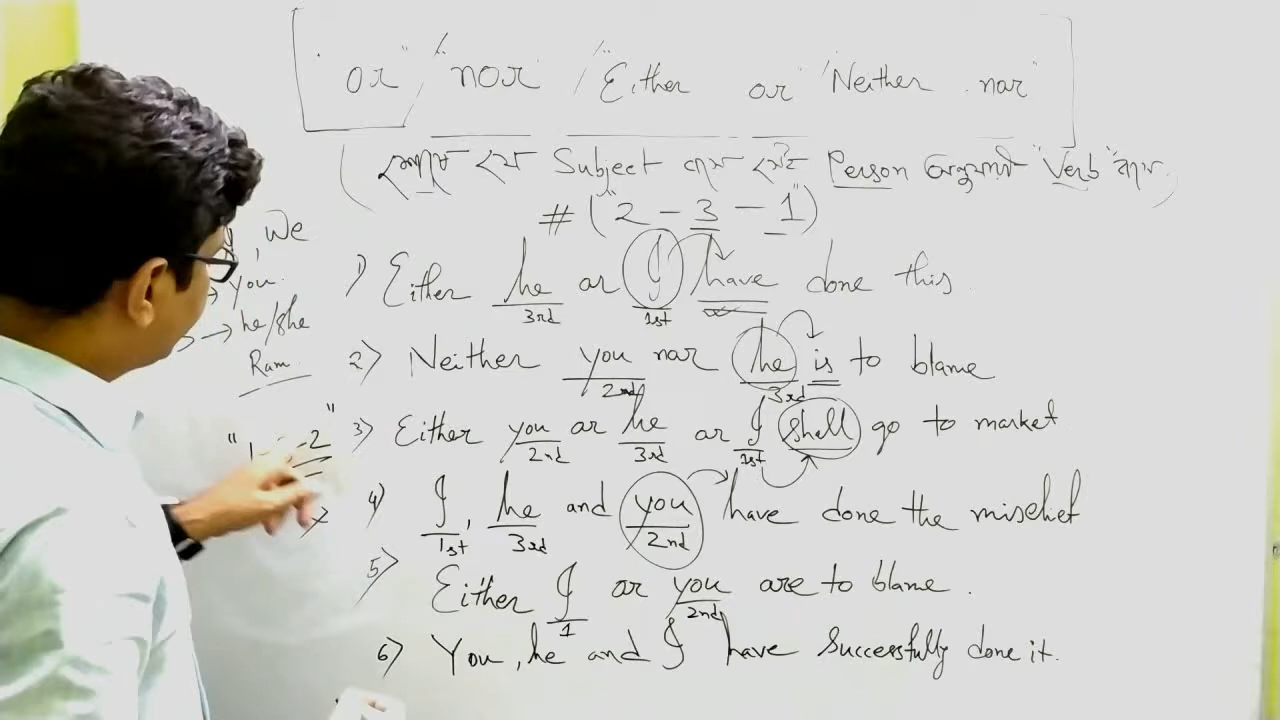 "or" / "nor" / "Either or" "Neither nor"
Subject Person Verb
# ("2 - 3 - 1")
, we
you
→ he/she
Ram
1) Either he or I have done this
3rd 1st
2) Neither you nor he is to blame
2nd 3rd
3) Either you or he or I shall go to market
2nd 3rd 1st
4) I, he and you have done the mischief
1st 3rd 2nd
5) Either I or you are to blame.
1 2nd
6) You, he and I have successfully done it.